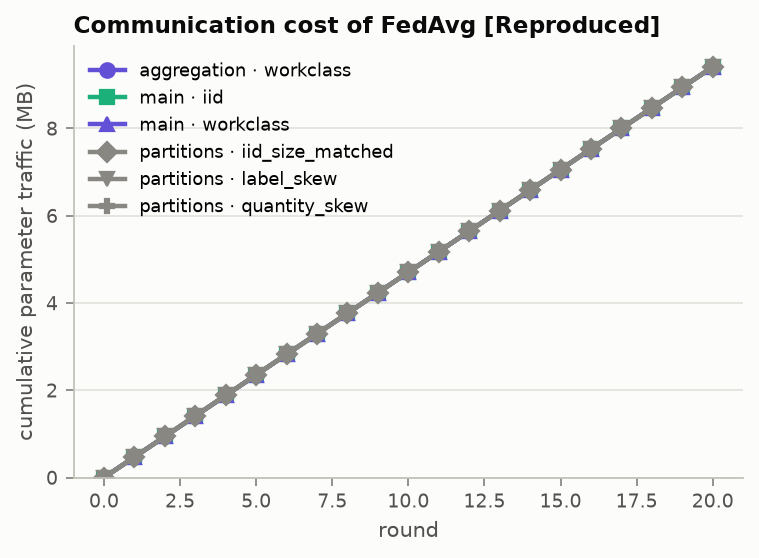 Communication cost of FedAvg [Reproduced]
aggregation · workclass
main · iid
main · workclass
partitions · iid_size_matched
partitions · label_skew
partitions · quantity_skew
cumulative parameter traffic (MB)
8
6
4
2
0
0.0 2.5 5.0 7.5 10.0 12.5 15.0 17.5 20.0
round